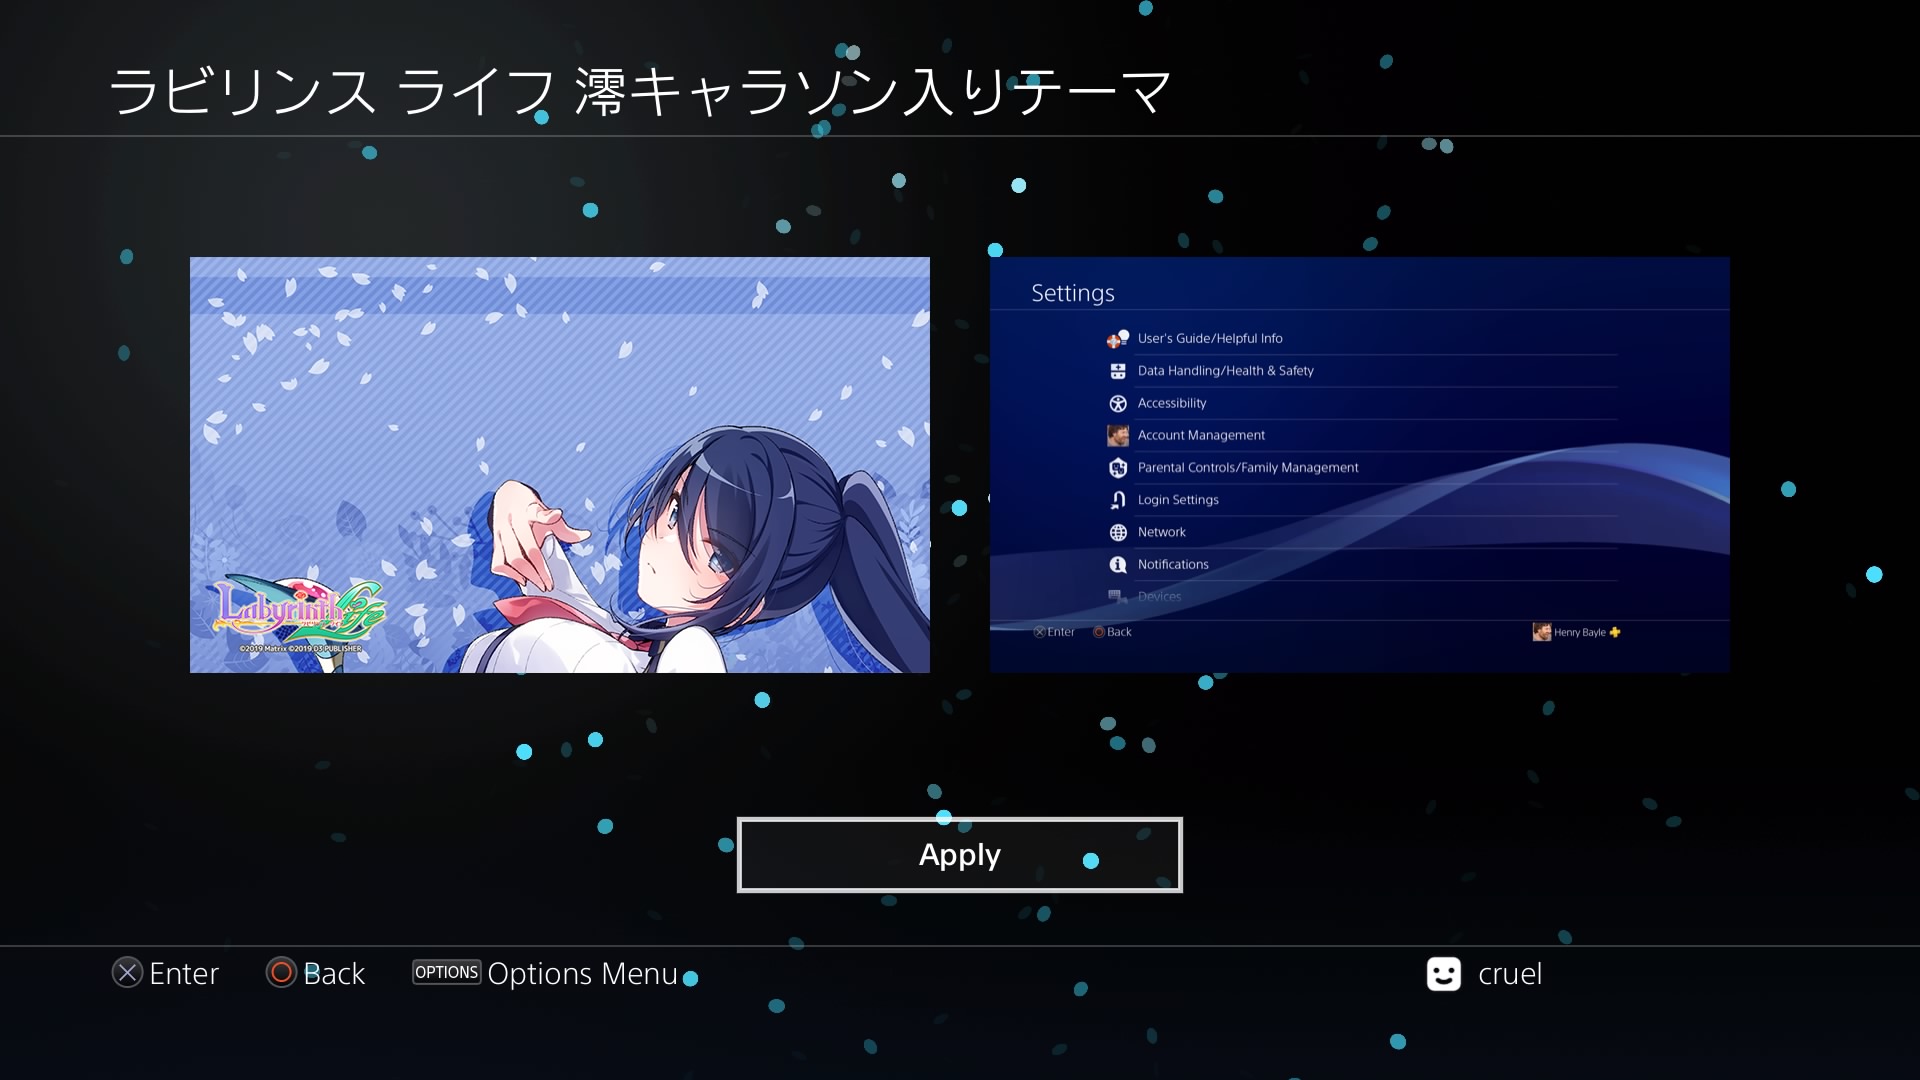 ラビリンス ライフ 澪キャラソン入りテーマ
Labyrinth Life
©2019 Matrix ©2019 D3 PUBLISHER
Settings
User's Guide/Helpful Info
Data Handling/Health & Safety
Accessibility
Account Management
Parental Controls/Family Management
Login Settings
Network
Notifications
Devices
Enter Back Henry Bayle
Apply
Enter Back OPTIONS Options Menu cruel